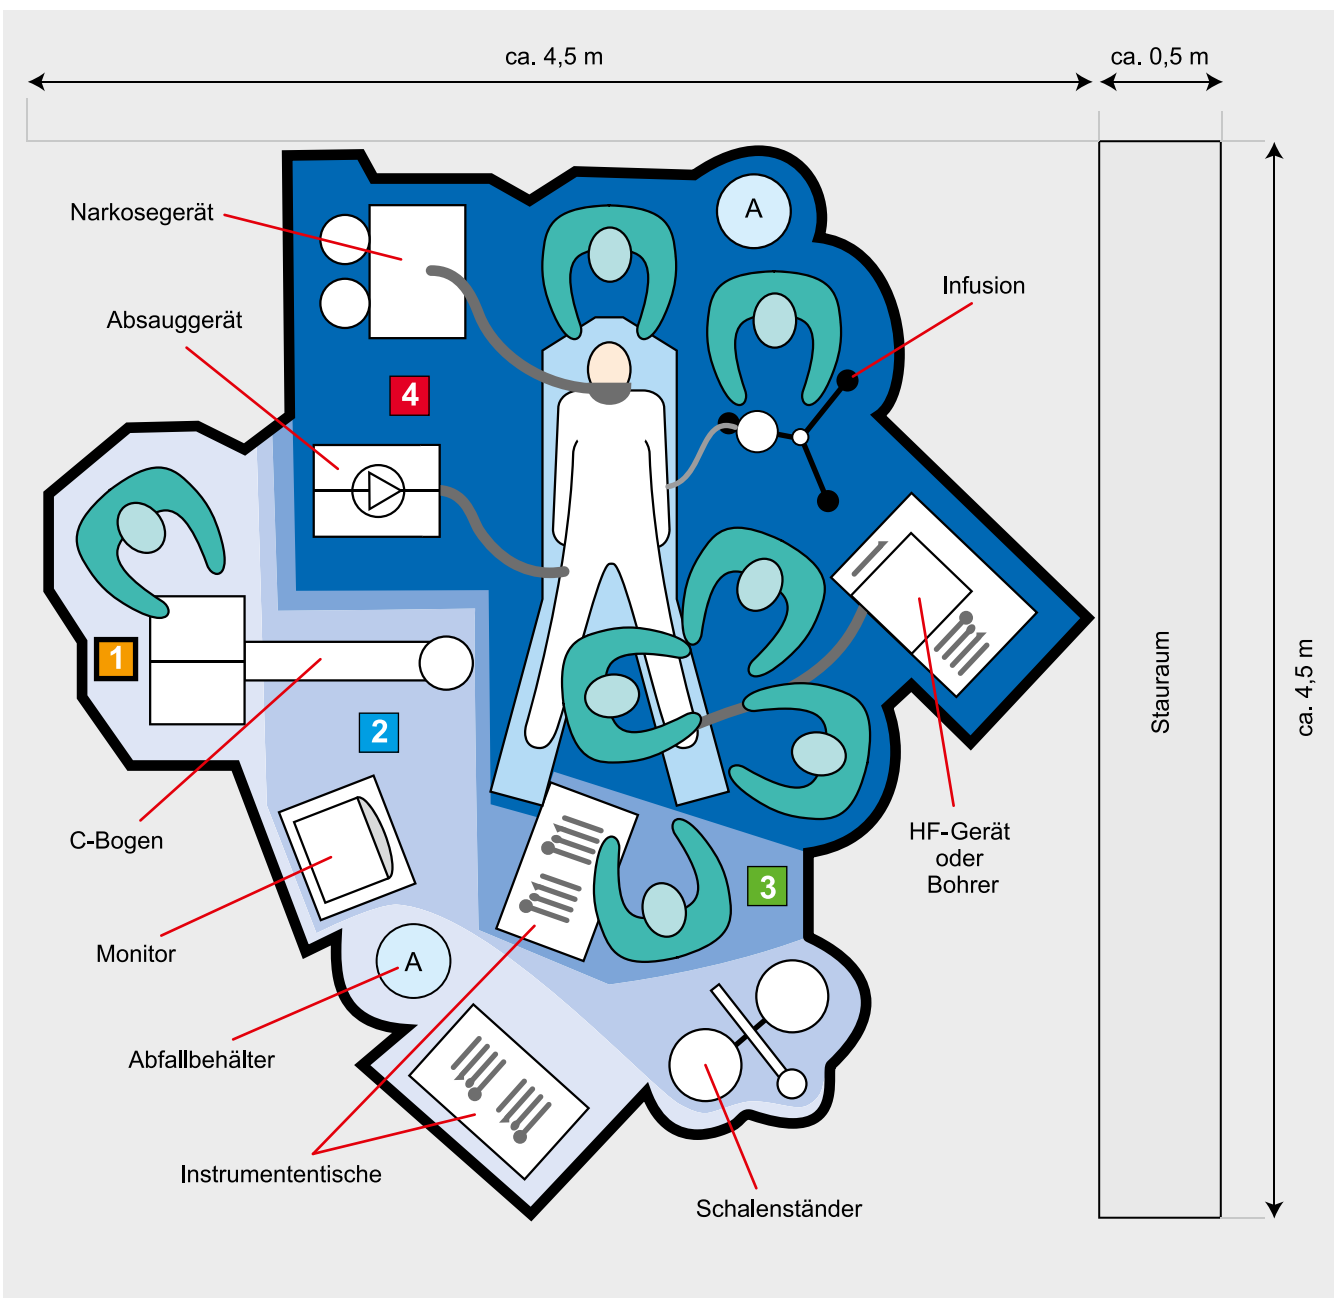 ca. 4,5 m
ca. 0,5 m
Narkosegerät
A
Infusion
Absauggerät
4
1
2
Stauraum
ca. 4,5 m
C-Bogen
HF-Gerät
oder
Bohrer
3
Monitor
A
Abfallbehälter
Instrumententische
Schalenständer